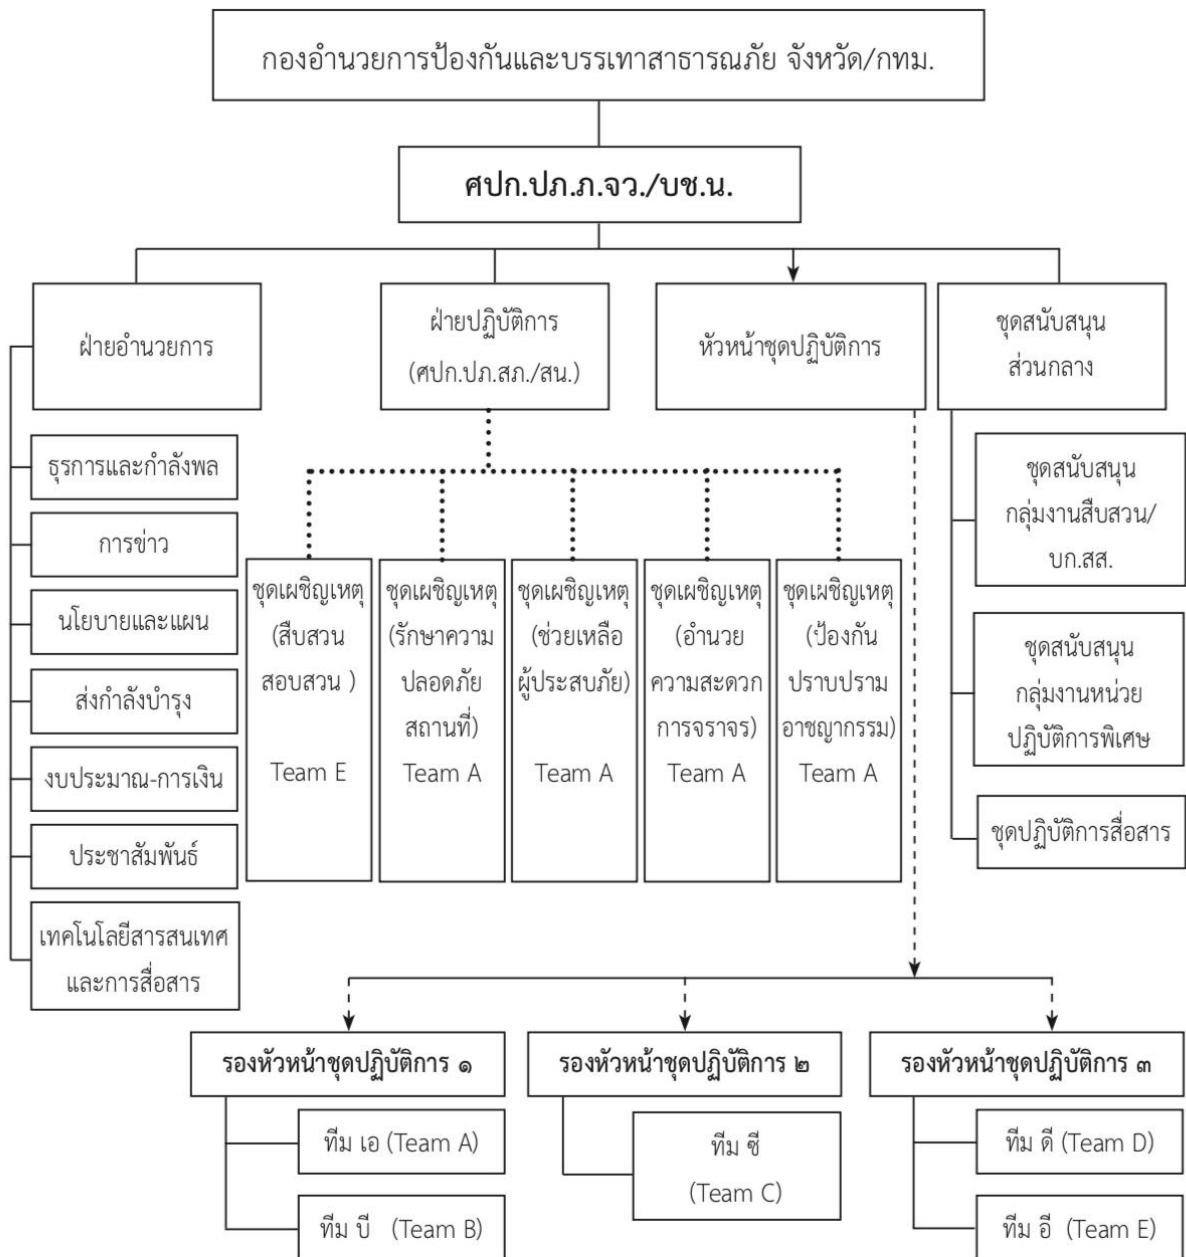 กองอำนวยการป้องกันและบรรเทาสาธารณภัย จังหวัด/กทม.
ศปก.ปภ.ภ.จว./บช.น.
ฝ่ายอำนวยการ
ธุรการและกำลังพล
การข่าว
นโยบายและแผน
ส่งกำลังบำรุง
งบประมาณ-การเงิน
ประชาสัมพันธ์
เทคโนโลยีสารสนเทศ
และการสื่อสาร
ฝ่ายปฏิบัติการ
(ศปก.ปภ.สภ./สน.)
ชุดเผชิญเหตุ
(สืบสวน
สอบสวน )
Team E
ชุดเผชิญเหตุ
(รักษาความ
ปลอดภัย
สถานที่)
Team A
ชุดเผชิญเหตุ
(ช่วยเหลือ
ผู้ประสบภัย)
Team A
ชุดเผชิญเหตุ
(อำนวย
ความสะดวก
การจราจร)
Team A
ชุดเผชิญเหตุ
(ป้องกัน
ปราบปราม
อาชญากรรม)
Team A
หัวหน้าชุดปฏิบัติการ
ชุดสนับสนุน
ส่วนกลาง
ชุดสนับสนุน
กลุ่มงานสืบสวน/
บก.สส.
ชุดสนับสนุน
กลุ่มงานหน่วย
ปฏิบัติการพิเศษ
ชุดปฏิบัติการสื่อสาร
รองหัวหน้าชุดปฏิบัติการ ๑
ทีม เอ (Team A)
ทีม บี (Team B)
รองหัวหน้าชุดปฏิบัติการ ๒
ทีม ซี
(Team C)
รองหัวหน้าชุดปฏิบัติการ ๓
ทีม ดี (Team D)
ทีม อี (Team E)